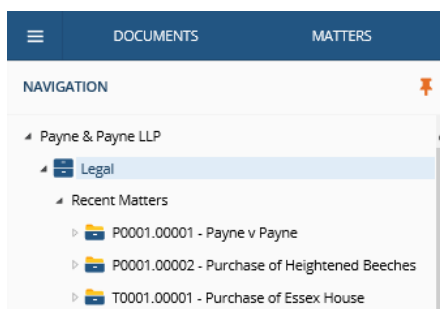 DOCUMENTS MATTERS
NAVIGATION
Payne & Payne LLP
Legal
Recent Matters
P0001.00001 - Payne v Payne
P0001.00002 - Purchase of Heightened Beeches
T0001.00001 - Purchase of Essex House